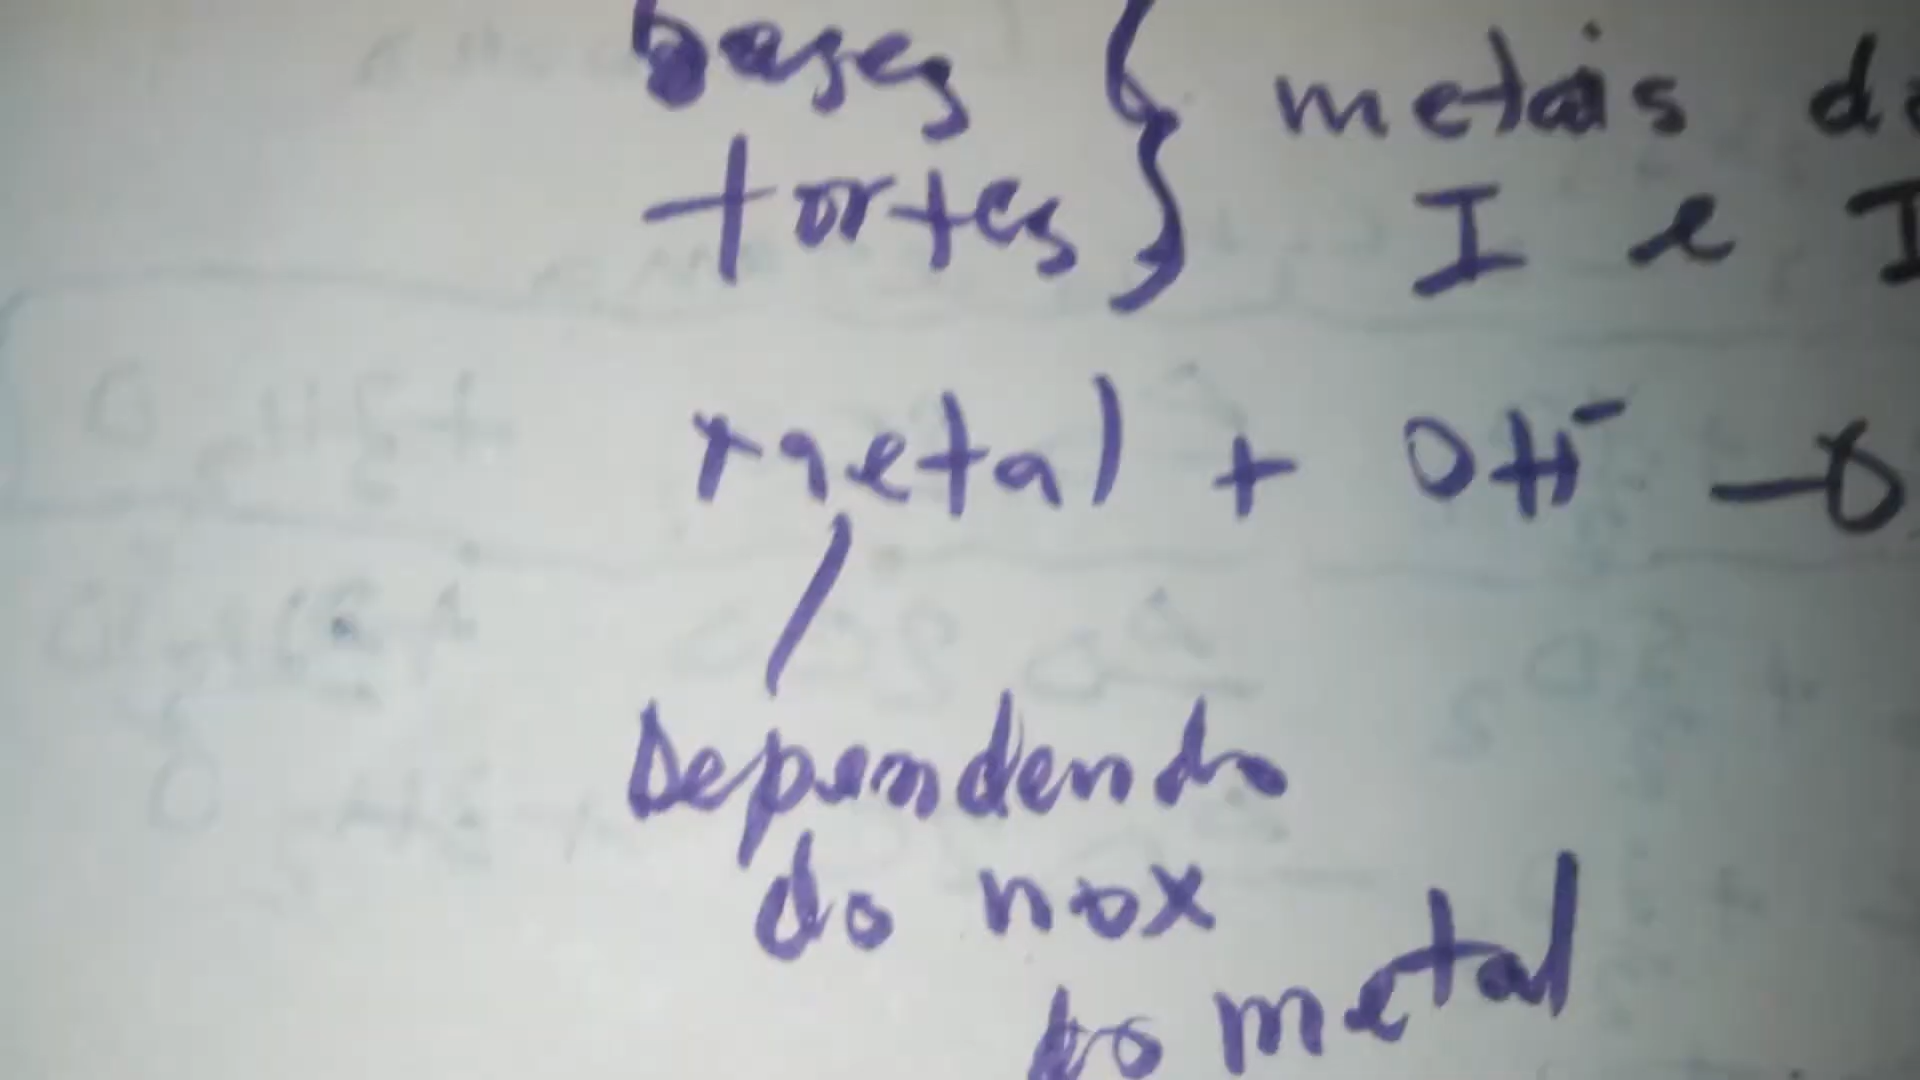 bases { metais
fortes I e
metal + OH⁻ →
Dependendo
do nox
do metal